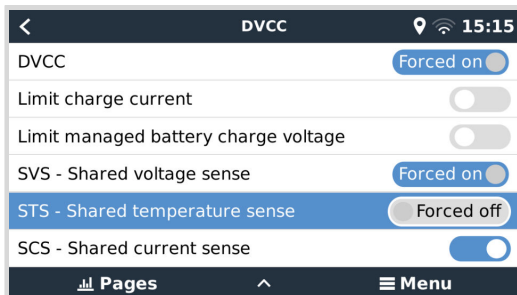 DVCC 15:15
DVCC Forced on
Limit charge current
Limit managed battery charge voltage
SVS - Shared voltage sense Forced on
STS - Shared temperature sense Forced off
SCS - Shared current sense
Pages Menu